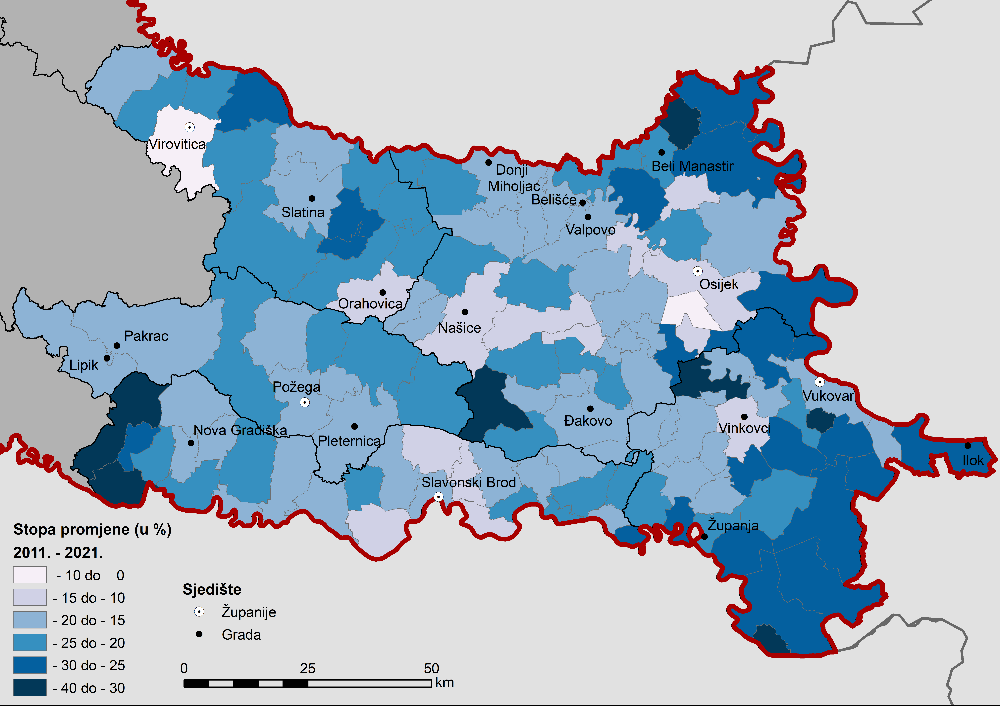 Virovitica
Donji
Miholjac
Beli Manastir
Belišće
Slatina
Valpovo
Osijek
Orahovica
Našice
Pakrac
Lipik
Požega
Vukovar
Đakovo
Vinkovci
Nova Gradiška
Pleternica
Ilok
Slavonski Brod
Županja
Stopa promjene (u %)
2011. - 2021.
- 10 do 0
- 15 do - 10
- 20 do - 15
- 25 do - 20
- 30 do - 25
- 40 do - 30
Sjedište
Županije
Grada
0 25 50
km